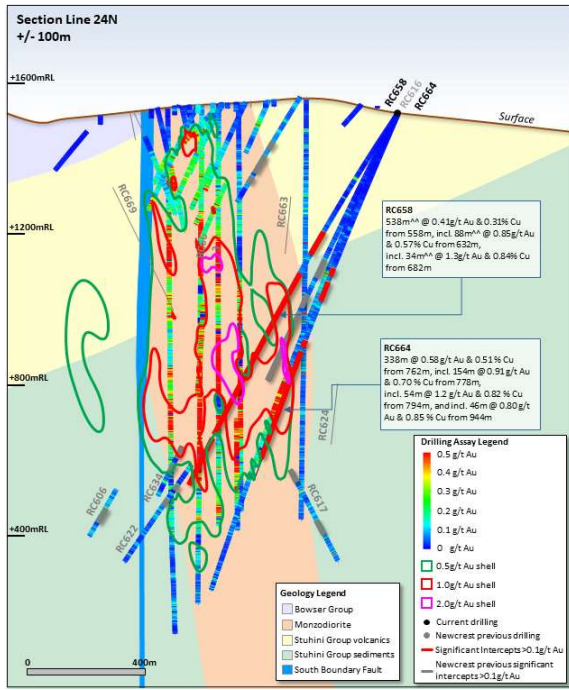 Section Line 24N
+/- 100m
+1600mRL
RC658
RC616
RC664
Surface
RC669
RC663
+1200mRL
RC658
538m^^ @ 0.41g/t Au & 0.31% Cu
from 558m, incl. 88m^^ @ 0.85g/t Au
& 0.57% Cu from 632m,
incl. 34m^^ @ 1.3g/t Au & 0.84% Cu
from 682m
RC664
338m @ 0.58 g/t Au & 0.51 % Cu
from 762m, incl. 154m @ 0.91 g/t Au
& 0.70 % Cu from 778m,
incl. 54m @ 1.2 g/t Au & 0.82 % Cu
from 794m, and incl. 46m @ 0.80 g/t
Au & 0.85 % Cu from 944m
+800mRL
RC624
RC606
RC634
RC622
RC617
+400mRL
Drilling Assay Legend
0.5 g/t Au
0.4 g/t Au
0.3 g/t Au
0.2 g/t Au
0.1 g/t Au
0 g/t Au
0.5g/t Au shell
1.0g/t Au shell
2.0g/t Au shell
Current drilling
Newcrest previous drilling
Significant Intercepts >0.1g/t Au
Newcrest previous significant
intercepts >0.1g/t Au
Geology Legend
Bowser Group
Monzodiorite
Stuhini Group volcanics
Stuhini Group sediments
South Boundary Fault
0
400m